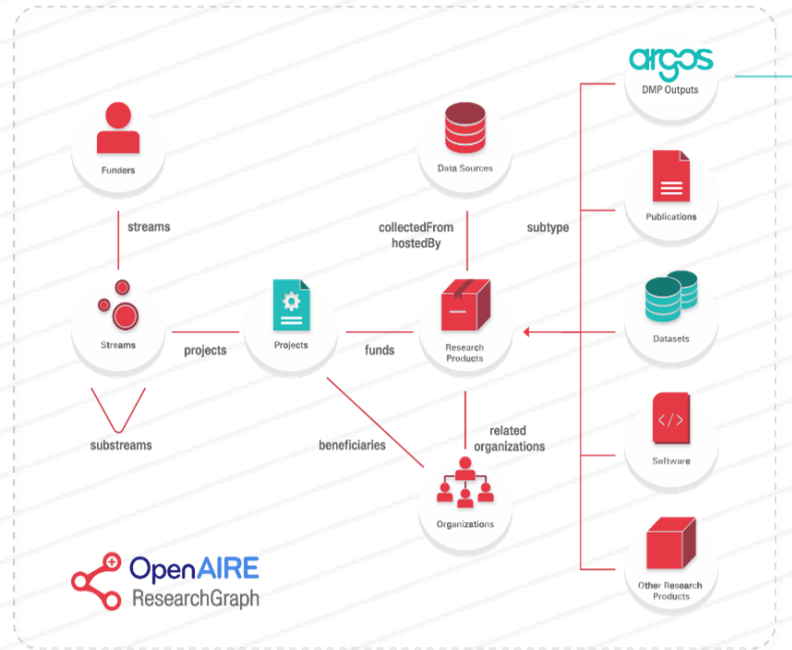 argos
DMP Outputs
Funders
Data Sources
Publications
streams
collectedFrom
hostedBy
subtype
Streams
projects
Projects
funds
Research
Products
Datasets
substreams
beneficiaries
related
organizations
</>
Software
Organizations
OpenAIRE
ResearchGraph
Other Research
Products